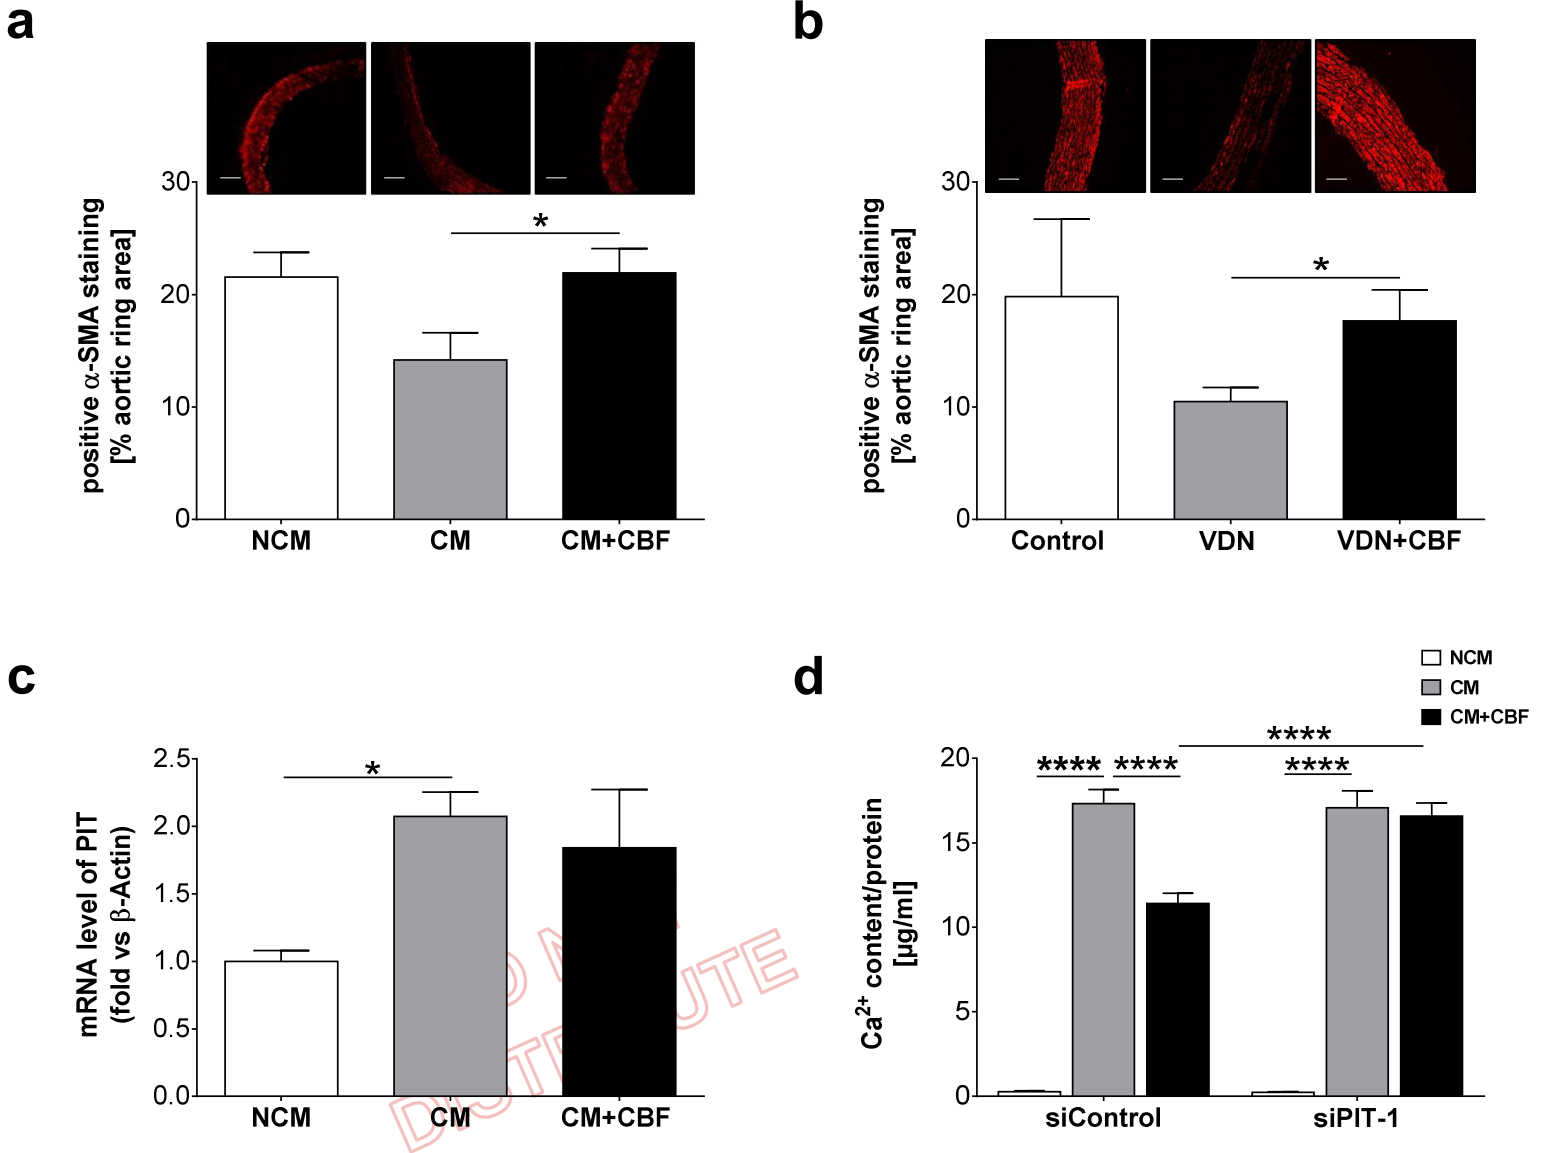 a
30
20
10
0
positive α-SMA staining
[% aortic ring area]
*
NCM
CM
CM+CBF
b
30
20
10
0
positive α-SMA staining
[% aortic ring area]
*
Control
VDN
VDN+CBF
c
2.5
2.0
1.5
1.0
0.5
0.0
mRNA level of PIT
(fold vs β-Actin)
*
NCM
CM
CM+CBF
d
NCM
CM
CM+CBF
20
15
10
5
0
Ca2+ content/protein
[µg/ml]
****
**** **** ****
siControl
siPIT-1